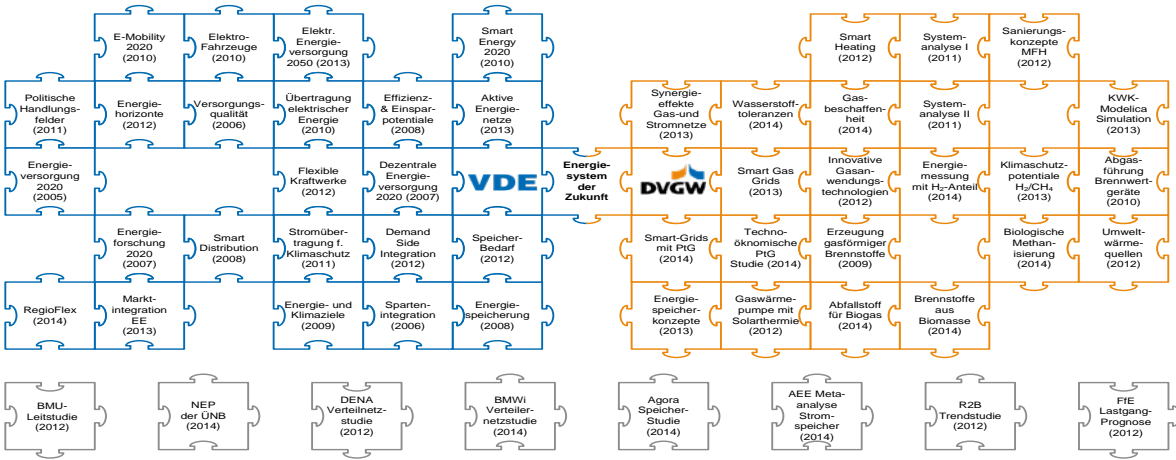 E-Mobility
2020
(2010)
Elektro-
Fahrzeuge
(2010)
Elektr.
Energie-
versorgung
2050 (2013)
Smart
Energy
2020
(2010)
Smart
Heating
(2012)
System-
analyse I
(2011)
Sanierungs-
konzepte
MFH
(2012)
Politische
Handlungs-
felder
(2011)
Energie-
horizonte
(2012)
Versorgungs-
qualität
(2006)
Übertragung
elektrischer
Energie
(2010)
Effizienz-
& Einspar-
potentiale
(2008)
Aktive
Energie-
netze
(2013)
Synergie-
effekte
Gas-und
Stromnetze
(2013)
Wasserstoff-
toleranzen
(2014)
Gas-
beschaffen-
heit
(2014)
System-
analyse II
(2011)
KWK-
Modelica
Simulation
(2013)
Energie-
versorgung
2020
(2005)
Flexible
Kraftwerke
(2012)
Dezentrale
Energie-
versorgung
2020 (2007)
VDE
Energie-
system
der
Zukunft
DVGW
Smart Gas
Grids
(2013)
Innovative
Gasan-
wendungs-
technologien
(2012)
Energie-
messung
mit H₂-Anteil
(2014)
Klimaschutz-
potentiale
H₂/CH₄
(2013)
Abgas-
führung
Brennwert-
geräte
(2010)
Energie-
forschung
2020
(2007)
Smart
Distribution
(2008)
Stromüber-
tragung f.
Klimaschutz
(2011)
Demand
Side
Integration
(2012)
Speicher-
Bedarf
(2012)
Smart-Grids
mit PtG
(2014)
Techno-
öknomische
PtG
Studie (2014)
Erzeugung
gasförmiger
Brennstoffe
(2009)
Biologische
Methan-
isierung
(2014)
Umwelt-
wärme-
quellen
(2012)
RegioFlex
(2014)
Markt-
integration
EE
(2013)
Energie- und
Klimaziele
(2009)
Sparten-
integration
(2006)
Energie-
speicherung
(2008)
Energie-
speicher-
konzepte
(2013)
Gaswärme-
pumpe mit
Solarthermie
(2012)
Abfallstoff
für Biogas
(2014)
Brennstoffe
aus
Biomasse
(2014)
BMU-
Leitstudie
(2012)
NEP
der ÜNB
(2014)
DENA
Verteilnetz-
studie
(2012)
BMWi
Verteiler-
netzstudie
(2014)
Agora
Speicher-
Studie
(2014)
AEE Meta-
analyse
Strom-
speicher
(2014)
R2B
Trendstudie
(2012)
FfE
Lastgang-
Prognose
(2012)